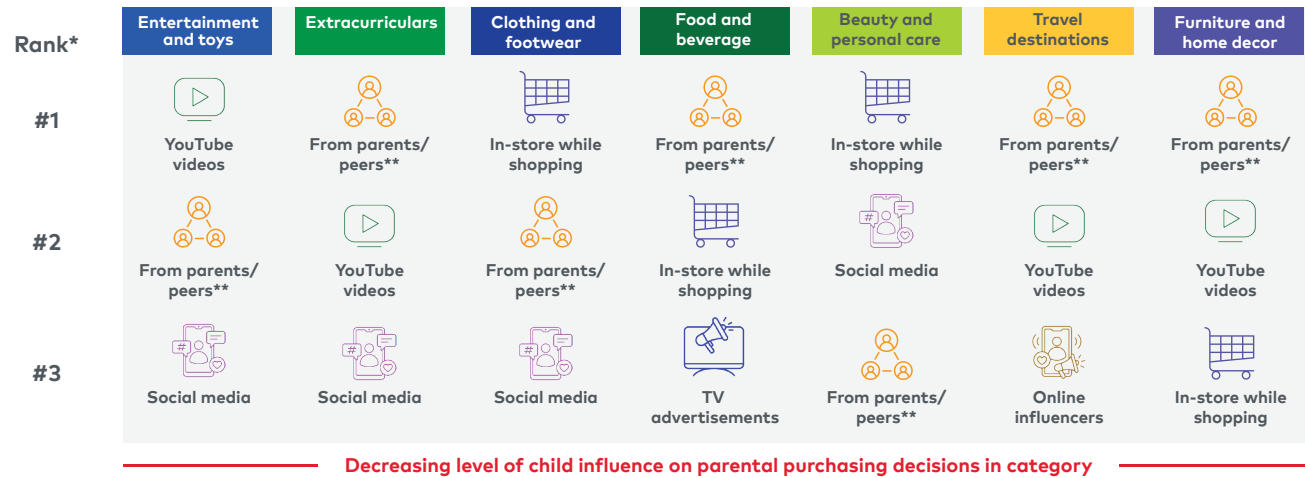 Rank*
Entertainment
and toys
Extracurriculars
Clothing and
footwear
Food and
beverage
Beauty and
personal care
Travel
destinations
Furniture and
home decor
#1
YouTube
videos
From parents/
peers**
In-store while
shopping
From parents/
peers**
In-store while
shopping
From parents/
peers**
From parents/
peers**
#2
From parents/
peers**
YouTube
videos
From parents/
peers**
In-store while
shopping
#
Social media
YouTube
videos
YouTube
videos
#3
#
Social media
#
Social media
#
Social media
TV
advertisements
From parents/
peers**
Online
influencers
In-store while
shopping
Decreasing level of child influence on parental purchasing decisions in category